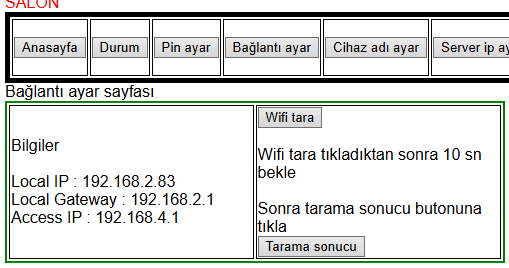 SALON
Anasayfa Durum Pin ayar Bağlantı ayar Cihaz adı ayar Server ip ay
Bağlantı ayar sayfası
Bilgiler
Local IP : 192.168.2.83
Local Gateway : 192.168.2.1
Access IP : 192.168.4.1
Wifi tara
Wifi tara tıkladıktan sonra 10 sn
bekle
Sonra tarama sonucu butonuna
tıkla
Tarama sonucu